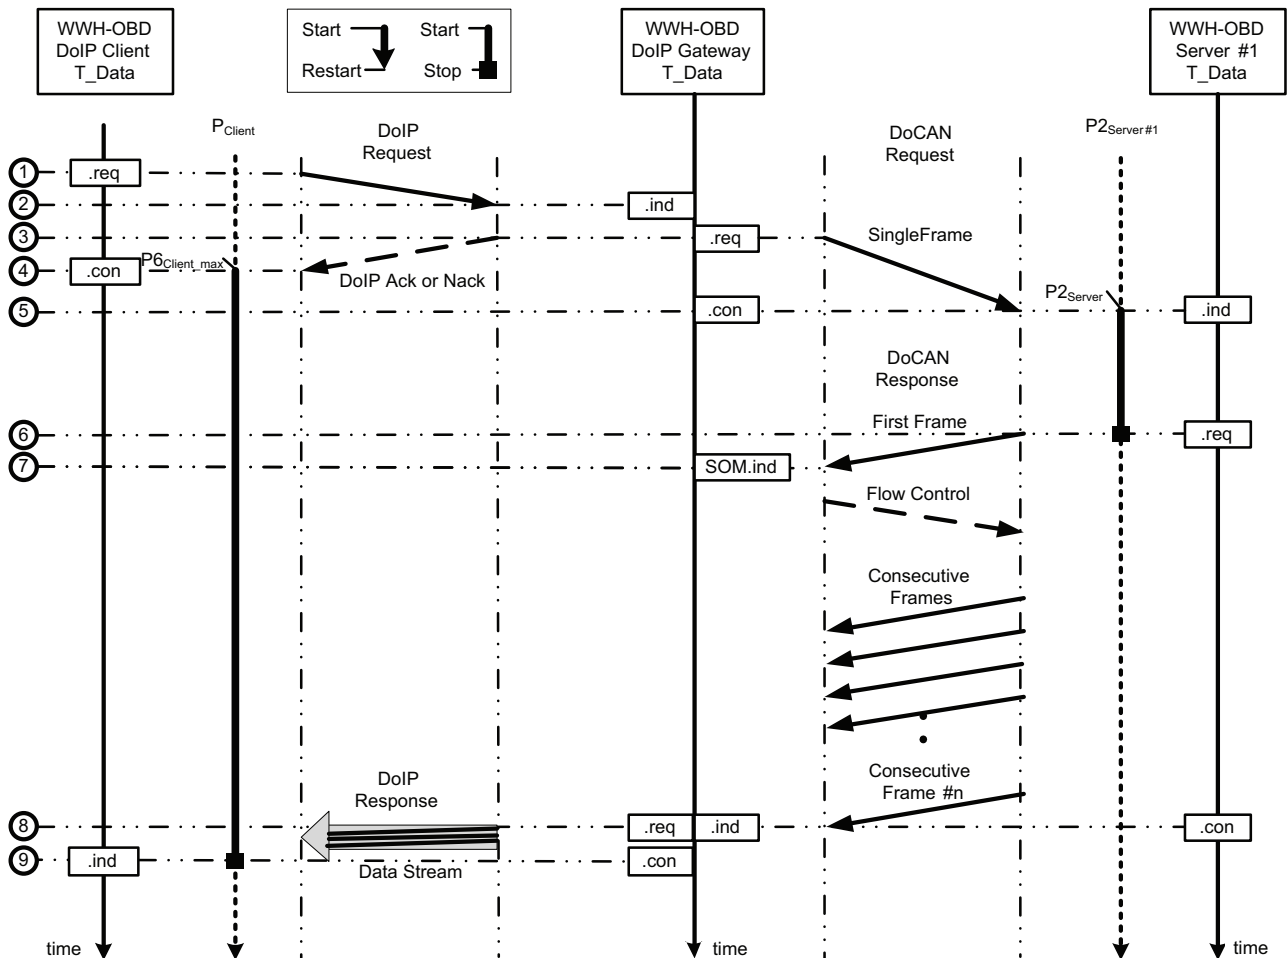 WWH-OBD
DoIP Client
T_Data
Start
Restart
Start
Stop
WWH-OBD
DoIP Gateway
T_Data
WWH-OBD
Server #1
T_Data
PClient
DoIP
Request
DoCAN
Request
P2Server#1
1
.req
2
.ind
3
.req
SingleFrame
4
.con
P6Client_max
DoIP Ack or Nack
P2Server
5
.con
.ind
DoCAN
Response
First Frame
6
.req
7
SOM.ind
Flow Control
Consecutive
Frames
DoIP
Response
Consecutive
Frame #n
8
.req
.ind
.con
9
.ind
.con
Data Stream
time
time
time